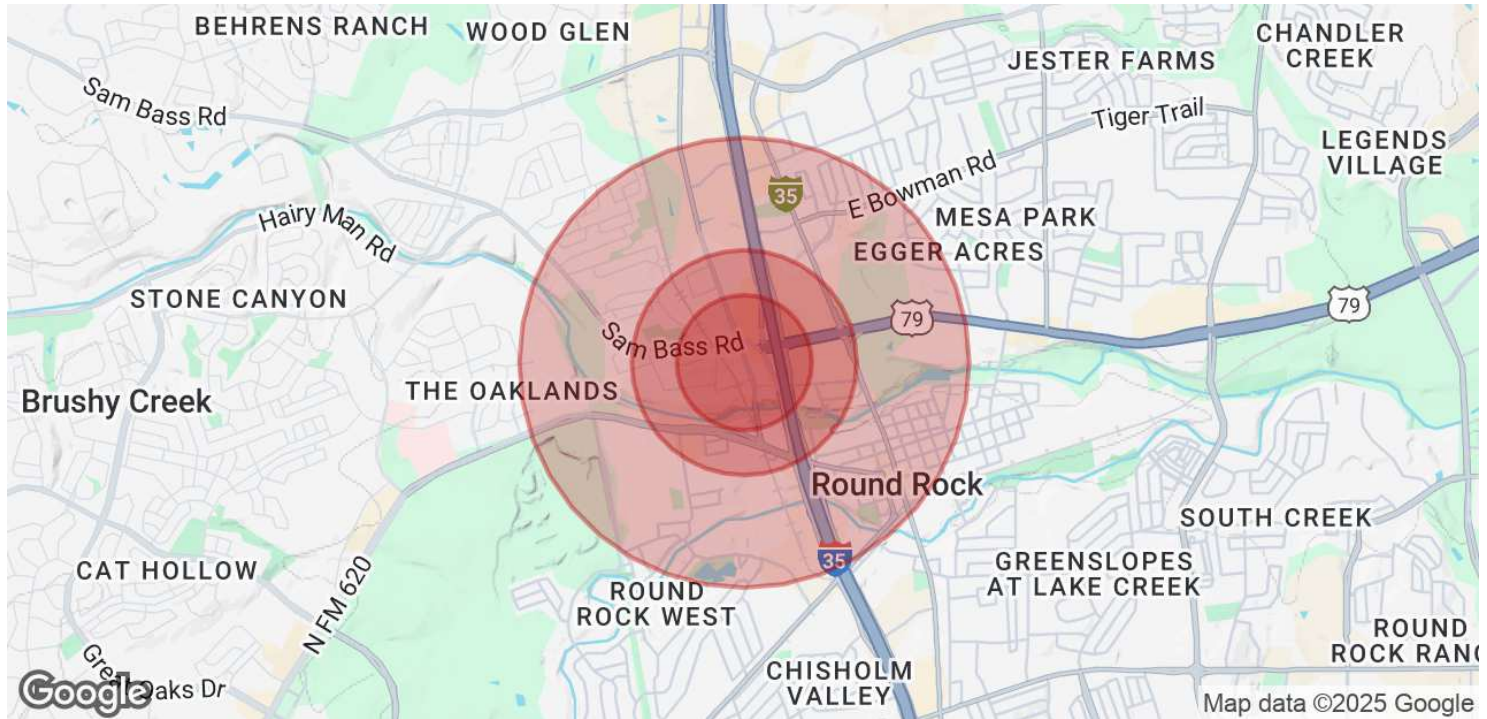 BEHRENS RANCH
WOOD GLEN
CHANDLER
CREEK
JESTER FARMS
Sam Bass Rd
Tiger Trail
LEGENDS
VILLAGE
35
E Bowman Rd
Hairy Man Rd
MESA PARK
EGGER ACRES
STONE CANYON
79
79
Sam Bass Rd
THE OAKLANDS
Brushy Creek
Round Rock
SOUTH CREEK
CAT HOLLOW
N FM 620
35
GREENSLOPES
AT LAKE CREEK
ROUND
ROCK WEST
ROUND
ROCK RANC
CHISHOLM
VALLEY
Great Oaks Dr
Google
Map data ©2025 Google